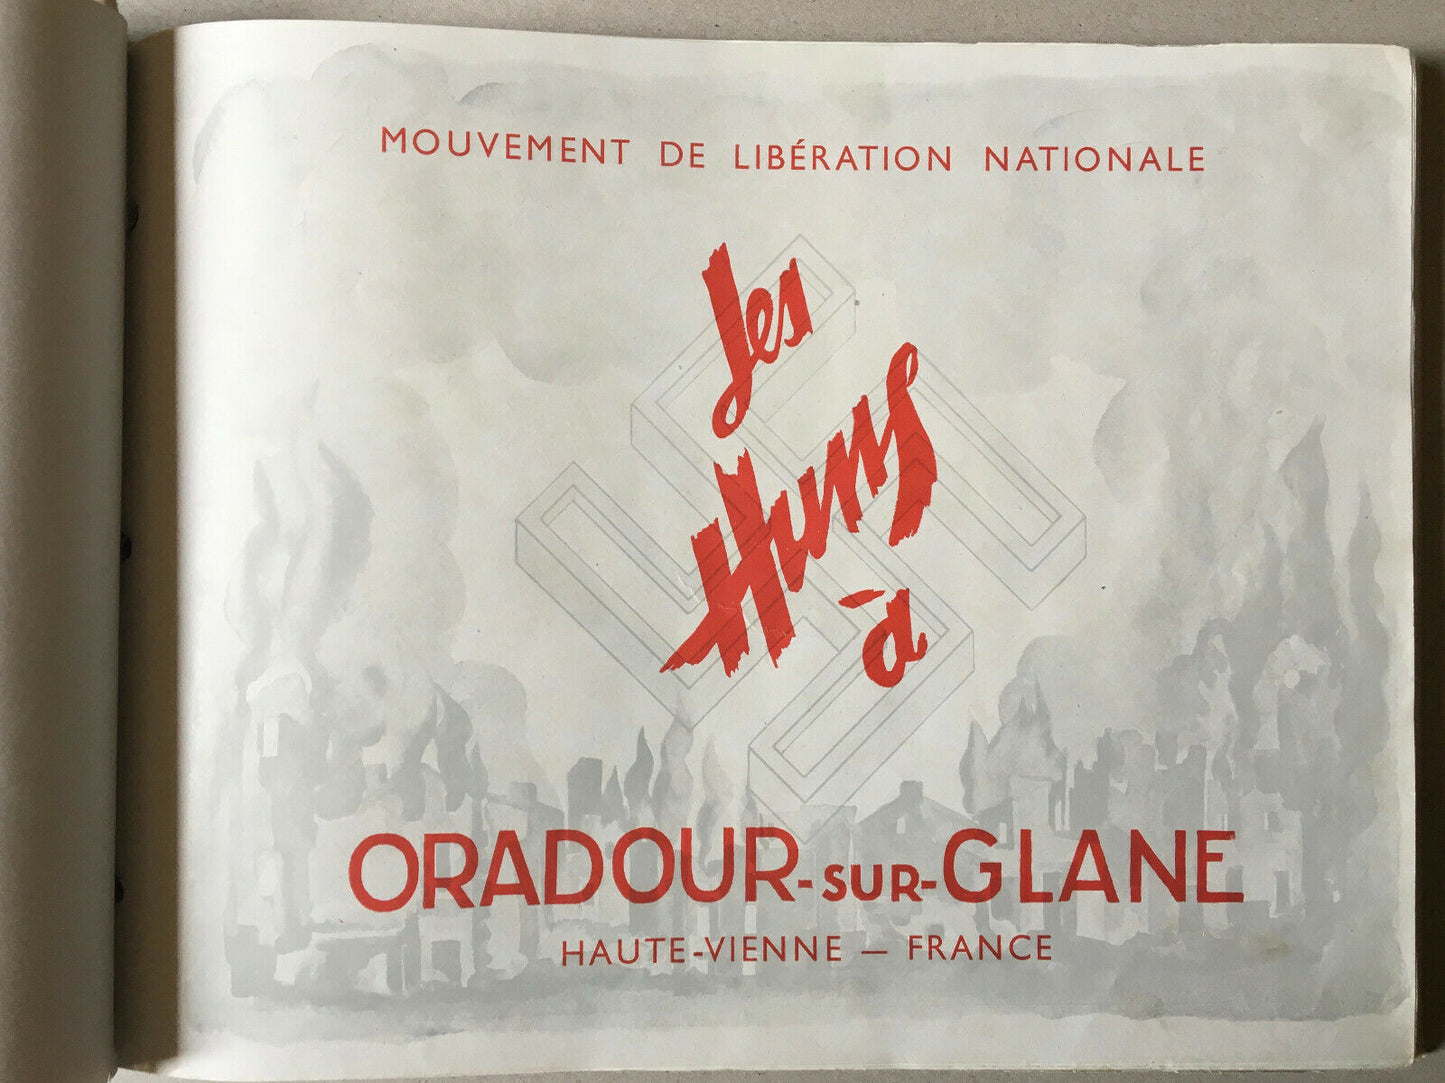 MOUVEMENT DE LIBÉRATION NATIONALE
Les
Huns
à
ORADOUR-SUR-GLANE
HAUTE-VIENNE — FRANCE